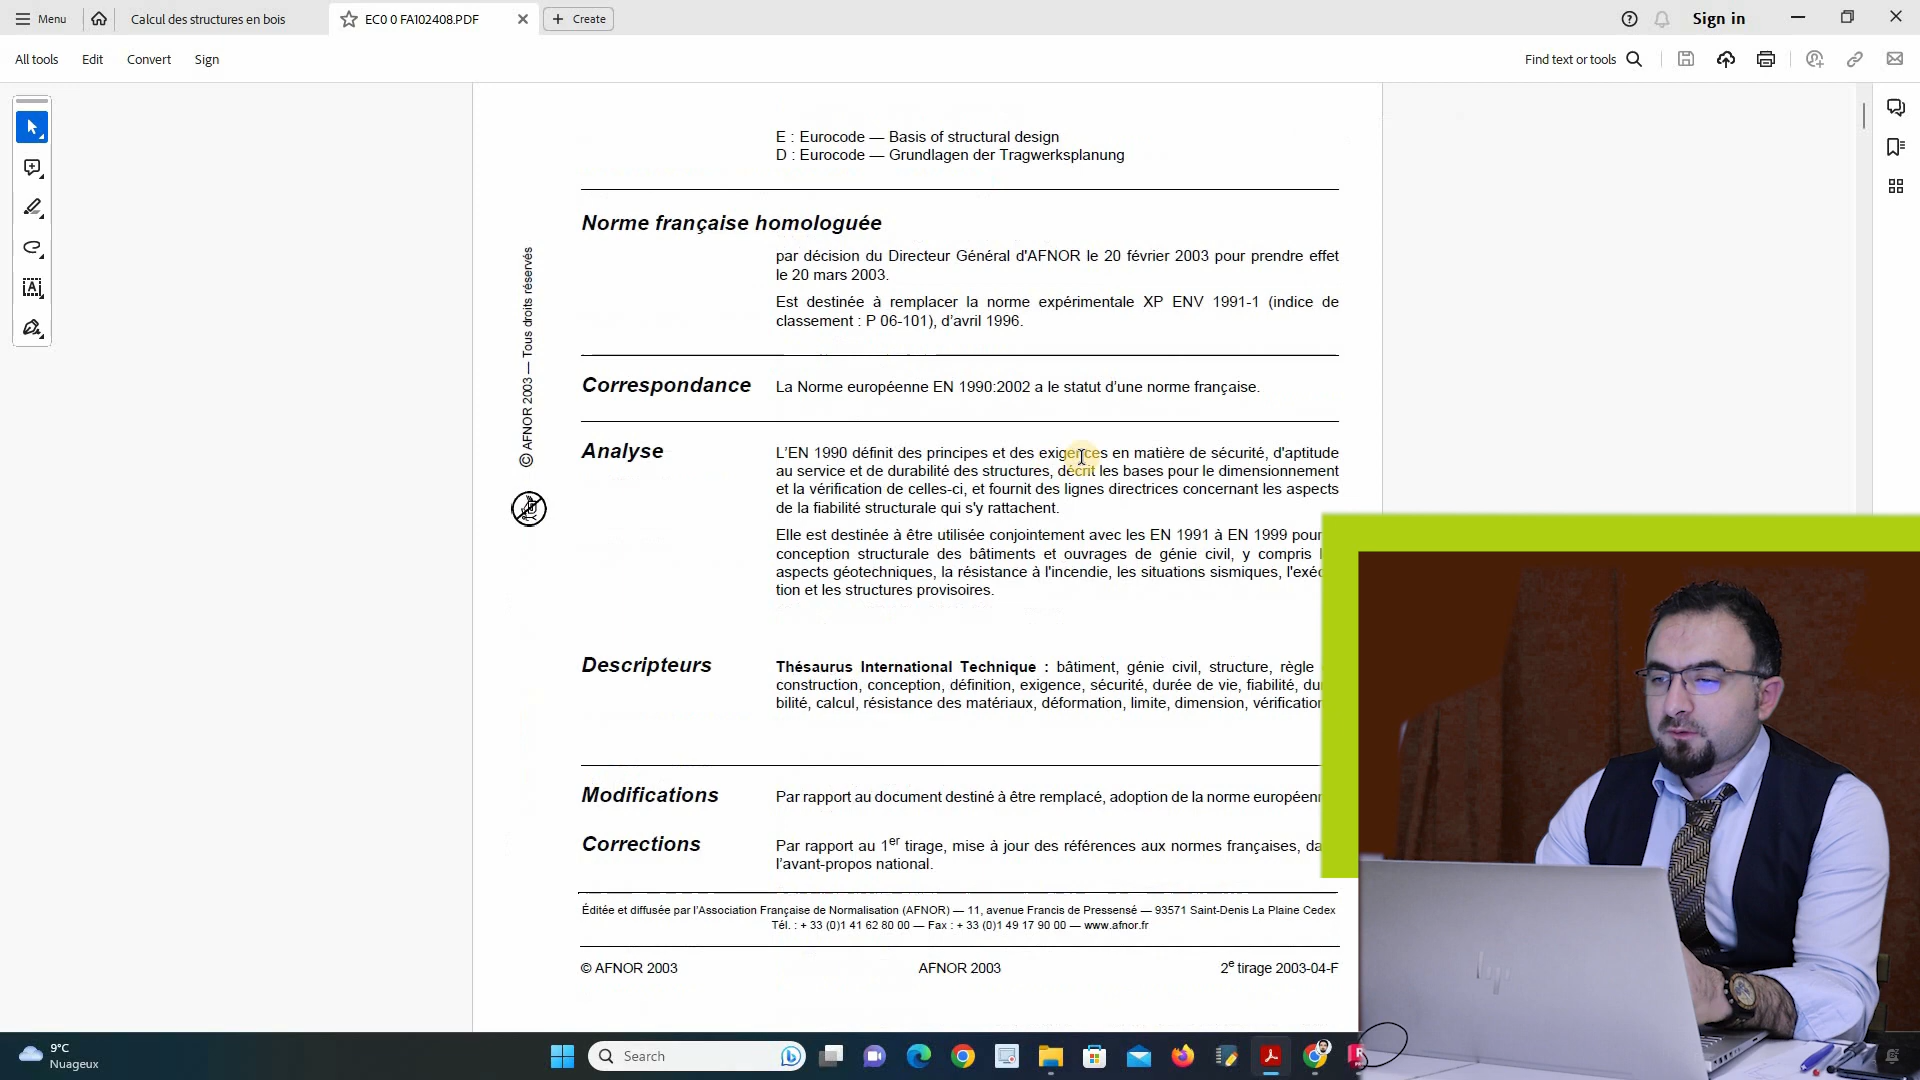 Menu
Calcul des structures en bois
EC0 0 FA102408.PDF
Create
Sign in
All tools
Edit
Convert
Sign
Find text or tools
E : Eurocode — Basis of structural design
D : Eurocode — Grundlagen der Tragwerksplanung
Norme française homologuée
par décision du Directeur Général d'AFNOR le 20 février 2003 pour prendre effet
le 20 mars 2003.
Est destinée à remplacer la norme expérimentale XP ENV 1991-1 (indice de
classement : P 06-101), d'avril 1996.
© AFNOR 2003 — Tous droits réservés
Correspondance
La Norme européenne EN 1990:2002 a le statut d'une norme française.
Analyse
L'EN 1990 définit des principes et des exigences en matière de sécurité, d'aptitude
au service et de durabilité des structures, décrit les bases pour le dimensionnement
et la vérification de celles-ci, et fournit des lignes directrices concernant les aspects
de la fiabilité structurale qui s'y rattachent.
Elle est destinée à être utilisée conjointement avec les EN 1991 à EN 1999 pour
conception structurale des bâtiments et ouvrages de génie civil, y compris
aspects géotechniques, la résistance à l'incendie, les situations sismiques, l'exéc
tion et les structures provisoires.
Descripteurs
Thésaurus International Technique : bâtiment, génie civil, structure, règle
construction, conception, définition, exigence, sécurité, durée de vie, fiabilité, du
bilité, calcul, résistance des matériaux, déformation, limite, dimension, vérification
Modifications
Par rapport au document destiné à être remplacé, adoption de la norme européenn
Corrections
Par rapport au 1er tirage, mise à jour des références aux normes françaises, da
l'avant-propos national.
Éditée et diffusée par l'Association Française de Normalisation (AFNOR) — 11, avenue Francis de Pressensé — 93571 Saint-Denis La Plaine Cedex
Tél. : + 33 (0)1 41 62 80 00 — Fax : + 33 (0)1 49 17 90 00 — www.afnor.fr
© AFNOR 2003
AFNOR 2003
2e tirage 2003-04-F
9°C
Nuageux
Search